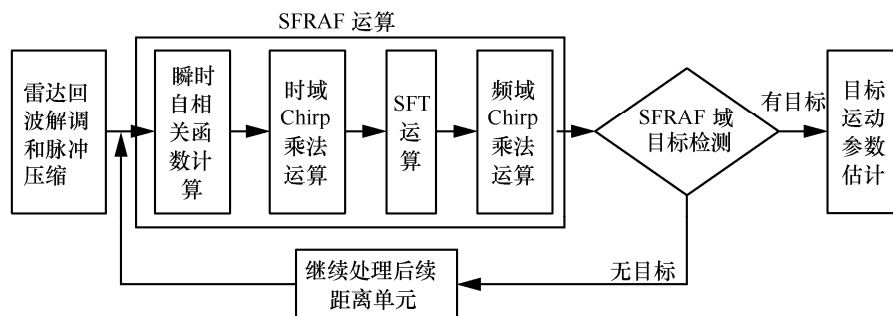 SFRAF 运算
雷达回
波解调
和脉冲
压缩
瞬时
自相
关函
数计
算
时域
Chirp
乘法
运算
SFT
运
算
频域
Chirp
乘法
运算
SFRAF 域
目标检测
有目标
目标
运动
参数
估计
无目标
继续处理后续
距离单元